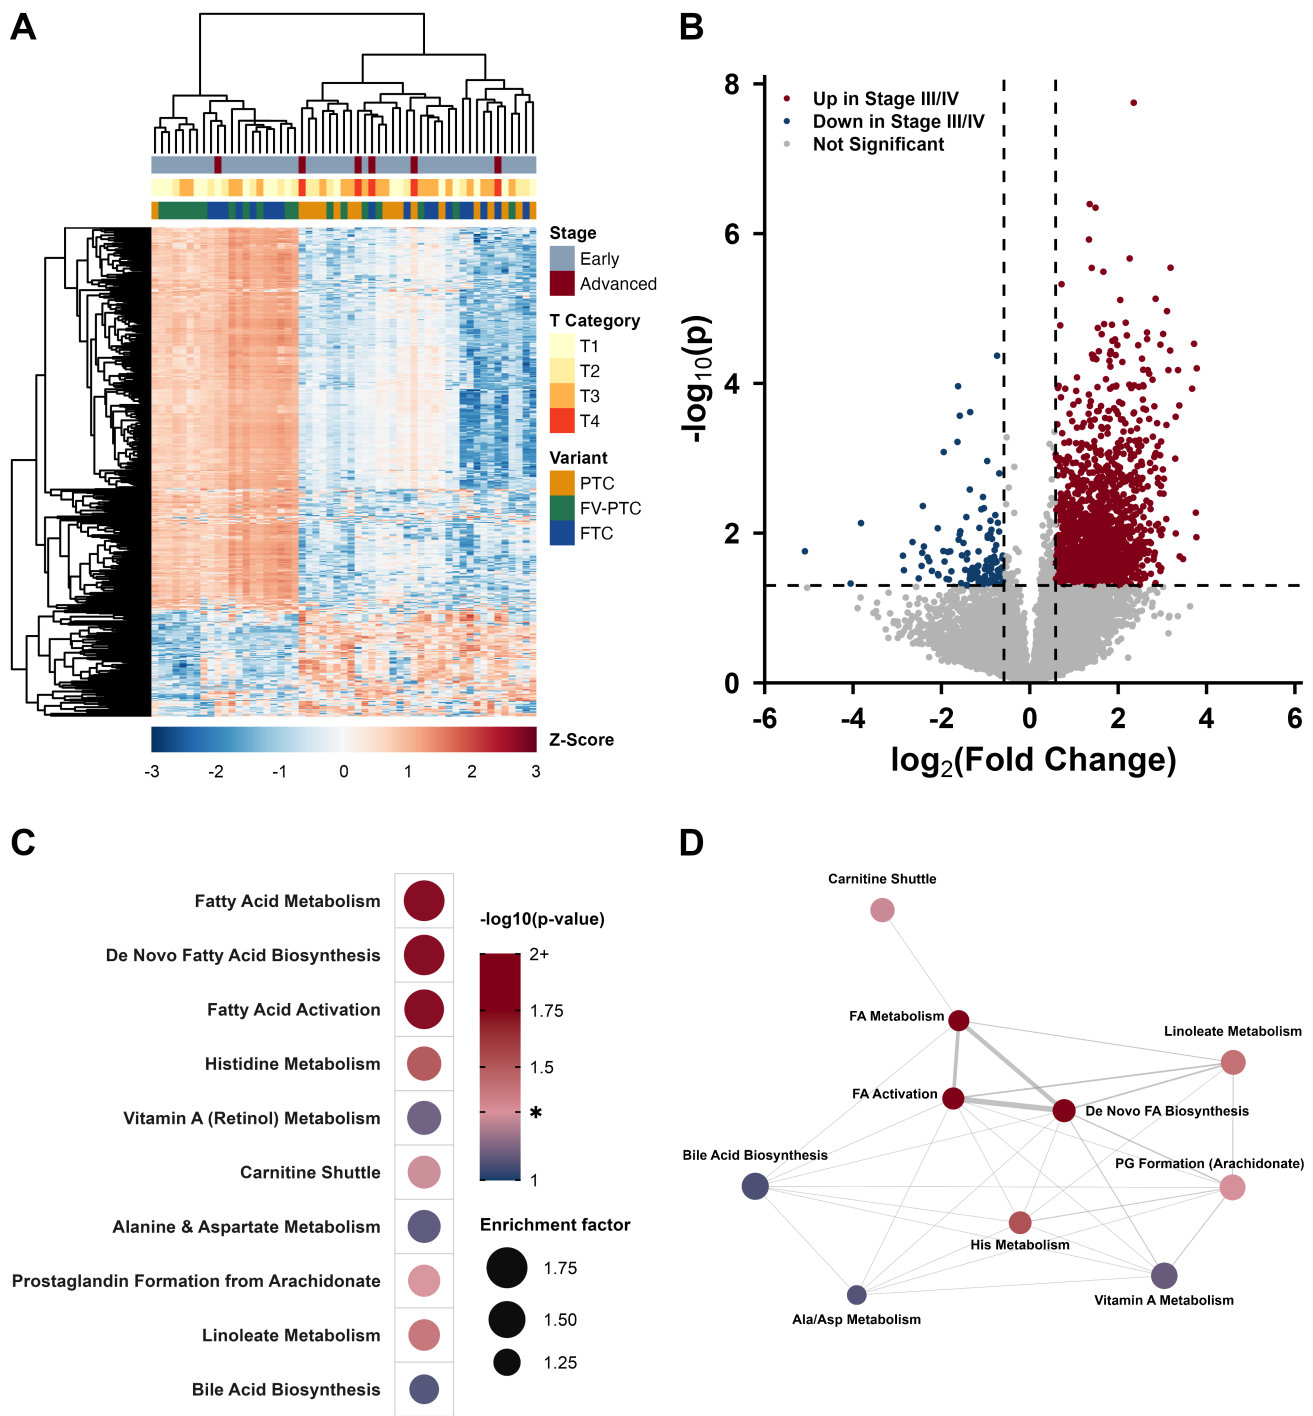 A
Stage
Early
Advanced
T Category
T1
T2
T3
T4
Variant
PTC
FV-PTC
FTC
Z-Score
-3 -2 -1 0 1 2 3
B
Up in Stage III/IV
Down in Stage III/IV
Not Significant
8
6
4
2
0
-log10(p)
-6 -4 -2 0 2 4 6
log2(Fold Change)
C
Fatty Acid Metabolism
De Novo Fatty Acid Biosynthesis
Fatty Acid Activation
Histidine Metabolism
Vitamin A (Retinol) Metabolism
Carnitine Shuttle
Alanine & Aspartate Metabolism
Prostaglandin Formation from Arachidonate
Linoleate Metabolism
Bile Acid Biosynthesis
-log10(p-value)
2+
1.75
1.5
*
1
Enrichment factor
1.75
1.50
1.25
D
Carnitine Shuttle
FA Metabolism
Linoleate Metabolism
FA Activation
De Novo FA Biosynthesis
Bile Acid Biosynthesis
PG Formation (Arachidonate)
His Metabolism
Vitamin A Metabolism
Ala/Asp Metabolism